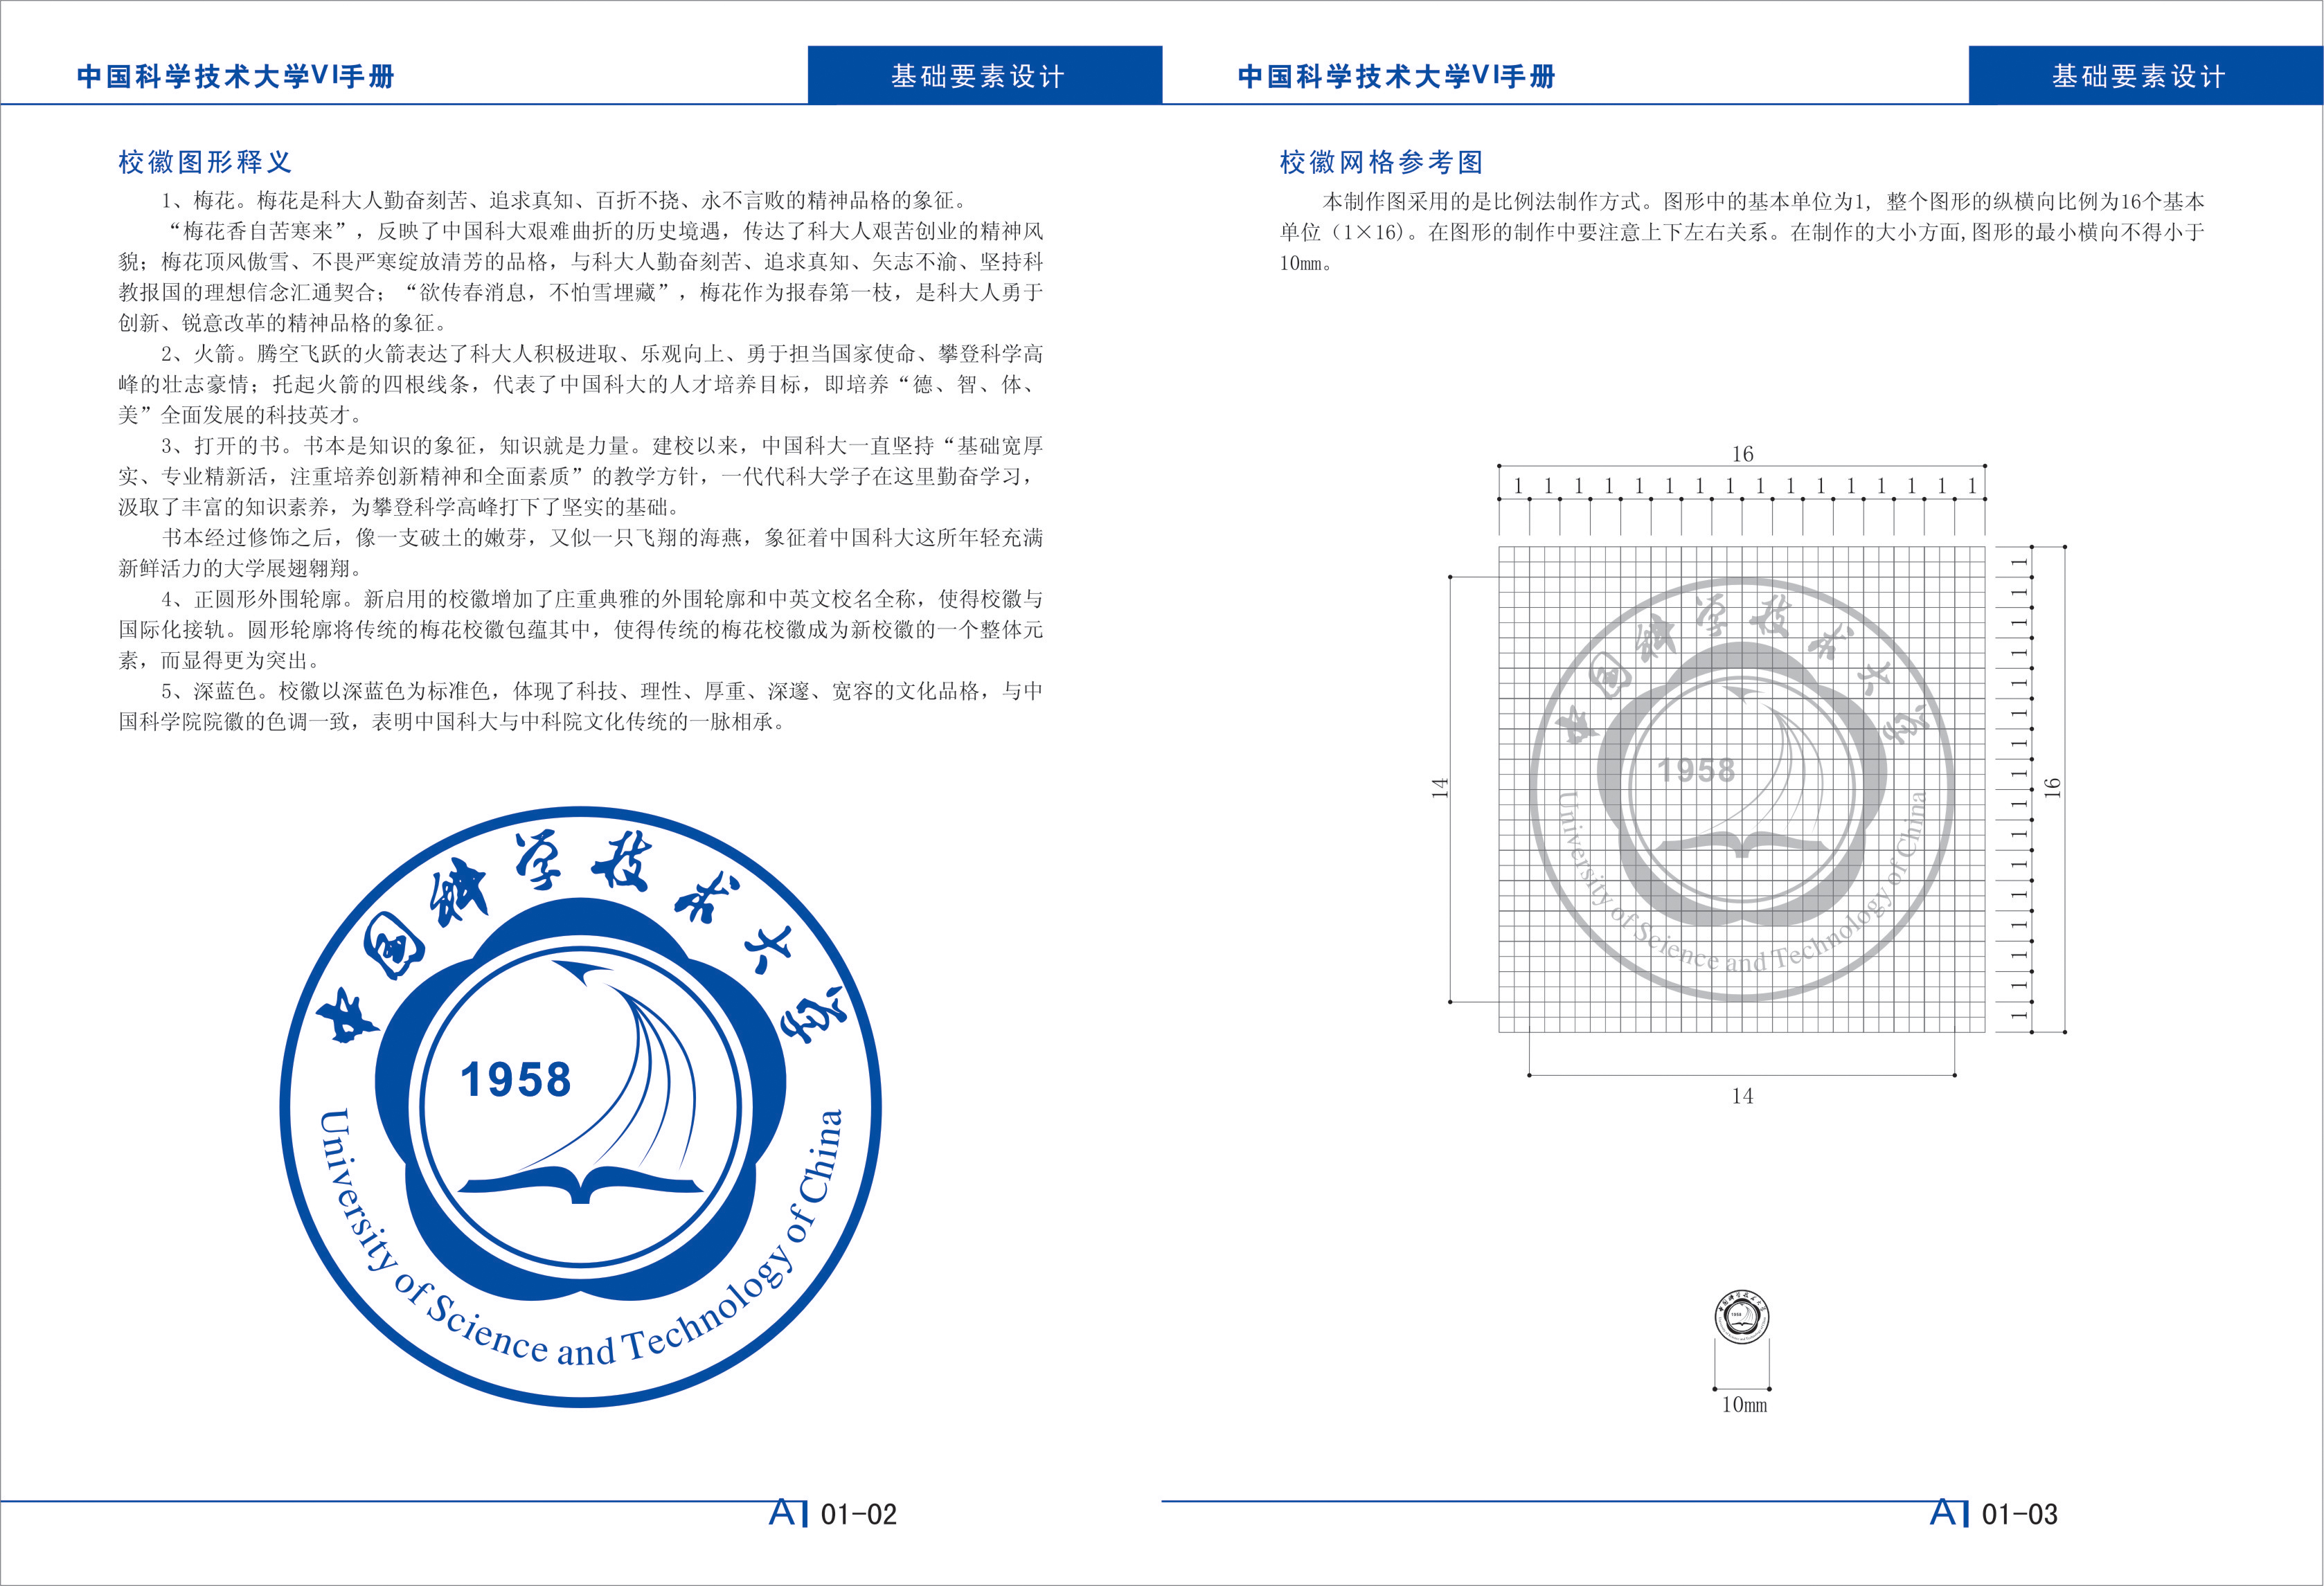 中国科学技术大学VI手册
基础要素设计
校徽图形释义
1、梅花。梅花是科大人勤奋刻苦、追求真知、百折不挠、永不言败的精神品格的象征。
“梅花香自苦寒来”，反映了中国科大艰难曲折的历史境遇，传达了科大人艰苦创业的精神风
貌；梅花顶风傲雪、不畏严寒绽放清芳的品格，与科大人勤奋刻苦、追求真知、矢志不渝、坚持科
教报国的理想信念汇通契合；“欲传春消息，不怕雪埋藏”，梅花作为报春第一枝，是科大人勇于
创新、锐意改革的精神品格的象征。
2、火箭。腾空飞跃的火箭表达了科大人积极进取、乐观向上、勇于担当国家使命、攀登科学高
峰的壮志豪情；托起火箭的四根线条，代表了中国科大的人才培养目标，即培养“德、智、体、
美”全面发展的科技英才。
3、打开的书。书本是知识的象征，知识就是力量。建校以来，中国科大一直坚持“基础宽厚
实、专业精新活，注重培养创新精神和全面素质”的教学方针，一代代科大学子在这里勤奋学习，
汲取了丰富的知识素养，为攀登科学高峰打下了坚实的基础。
书本经过修饰之后，像一支破土的嫩芽，又似一只飞翔的海燕，象征着中国科大这所年轻充满
新鲜活力的大学展翅翱翔。
4、正圆形外围轮廓。新启用的校徽增加了庄重典雅的外围轮廓和中英文校名全称，使得校徽与
国际化接轨。圆形轮廓将传统的梅花校徽包蕴其中，使得传统的梅花校徽成为新校徽的一个整体元
素，而显得更为突出。
5、深蓝色。校徽以深蓝色为标准色，体现了科技、理性、厚重、深邃、宽容的文化品格，与中
国科学院院徽的色调一致，表明中国科大与中科院文化传统的一脉相承。
中国科学技术大学
1958
University of Science and Technology of China
A1 01-02
中国科学技术大学VI手册
基础要素设计
校徽网格参考图
本制作图采用的是比例法制作方式。图形中的基本单位为1，整个图形的纵横向比例为16个基本
单位（1×16）。在图形的制作中要注意上下左右关系。在制作的大小方面,图形的最小横向不得小于
10mm。
16
1 1 1 1 1 1 1 1 1 1 1 1 1 1 1 1
1 1 1 1 1 1 1 1 1 1 1 1 1 1 1 1
16
14
中国科学技术大学
1958
University of Science and Technology of China
14
中国科学技术大学
1958
10mm
A1 01-03